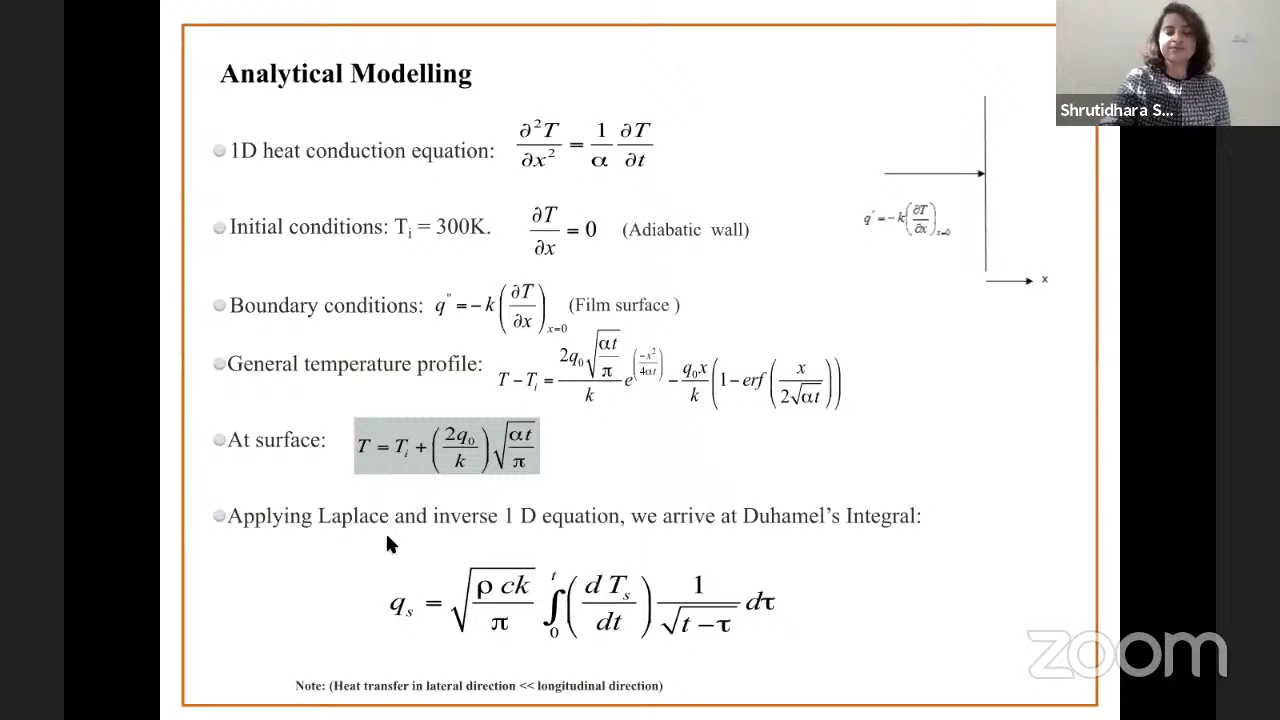 Analytical Modelling
Shrutidhara S...
1D heat conduction equation: ∂²T/∂x² = 1/α ∂T/∂t
q" = -k(∂T/∂x)x=0
Initial conditions: Ti = 300K. ∂T/∂x = 0 (Adiabatic wall)
x
Boundary conditions: q" = -k(∂T/∂x)x=0 (Film surface )
General temperature profile: T - Ti = 2q0√(αt/π)/k e^(-x²/4αt) - q0x/k (1 - erf(x/2√αt))
At surface: T = Ti + (2q0/k)√(αt/π)
Applying Laplace and inverse 1 D equation, we arrive at Duhamel's Integral:
qs = √(ρ ck/π) ∫0^t (d Ts/dt) 1/√(t-τ) dτ
zoom
Note: (Heat transfer in lateral direction << longitudinal direction)